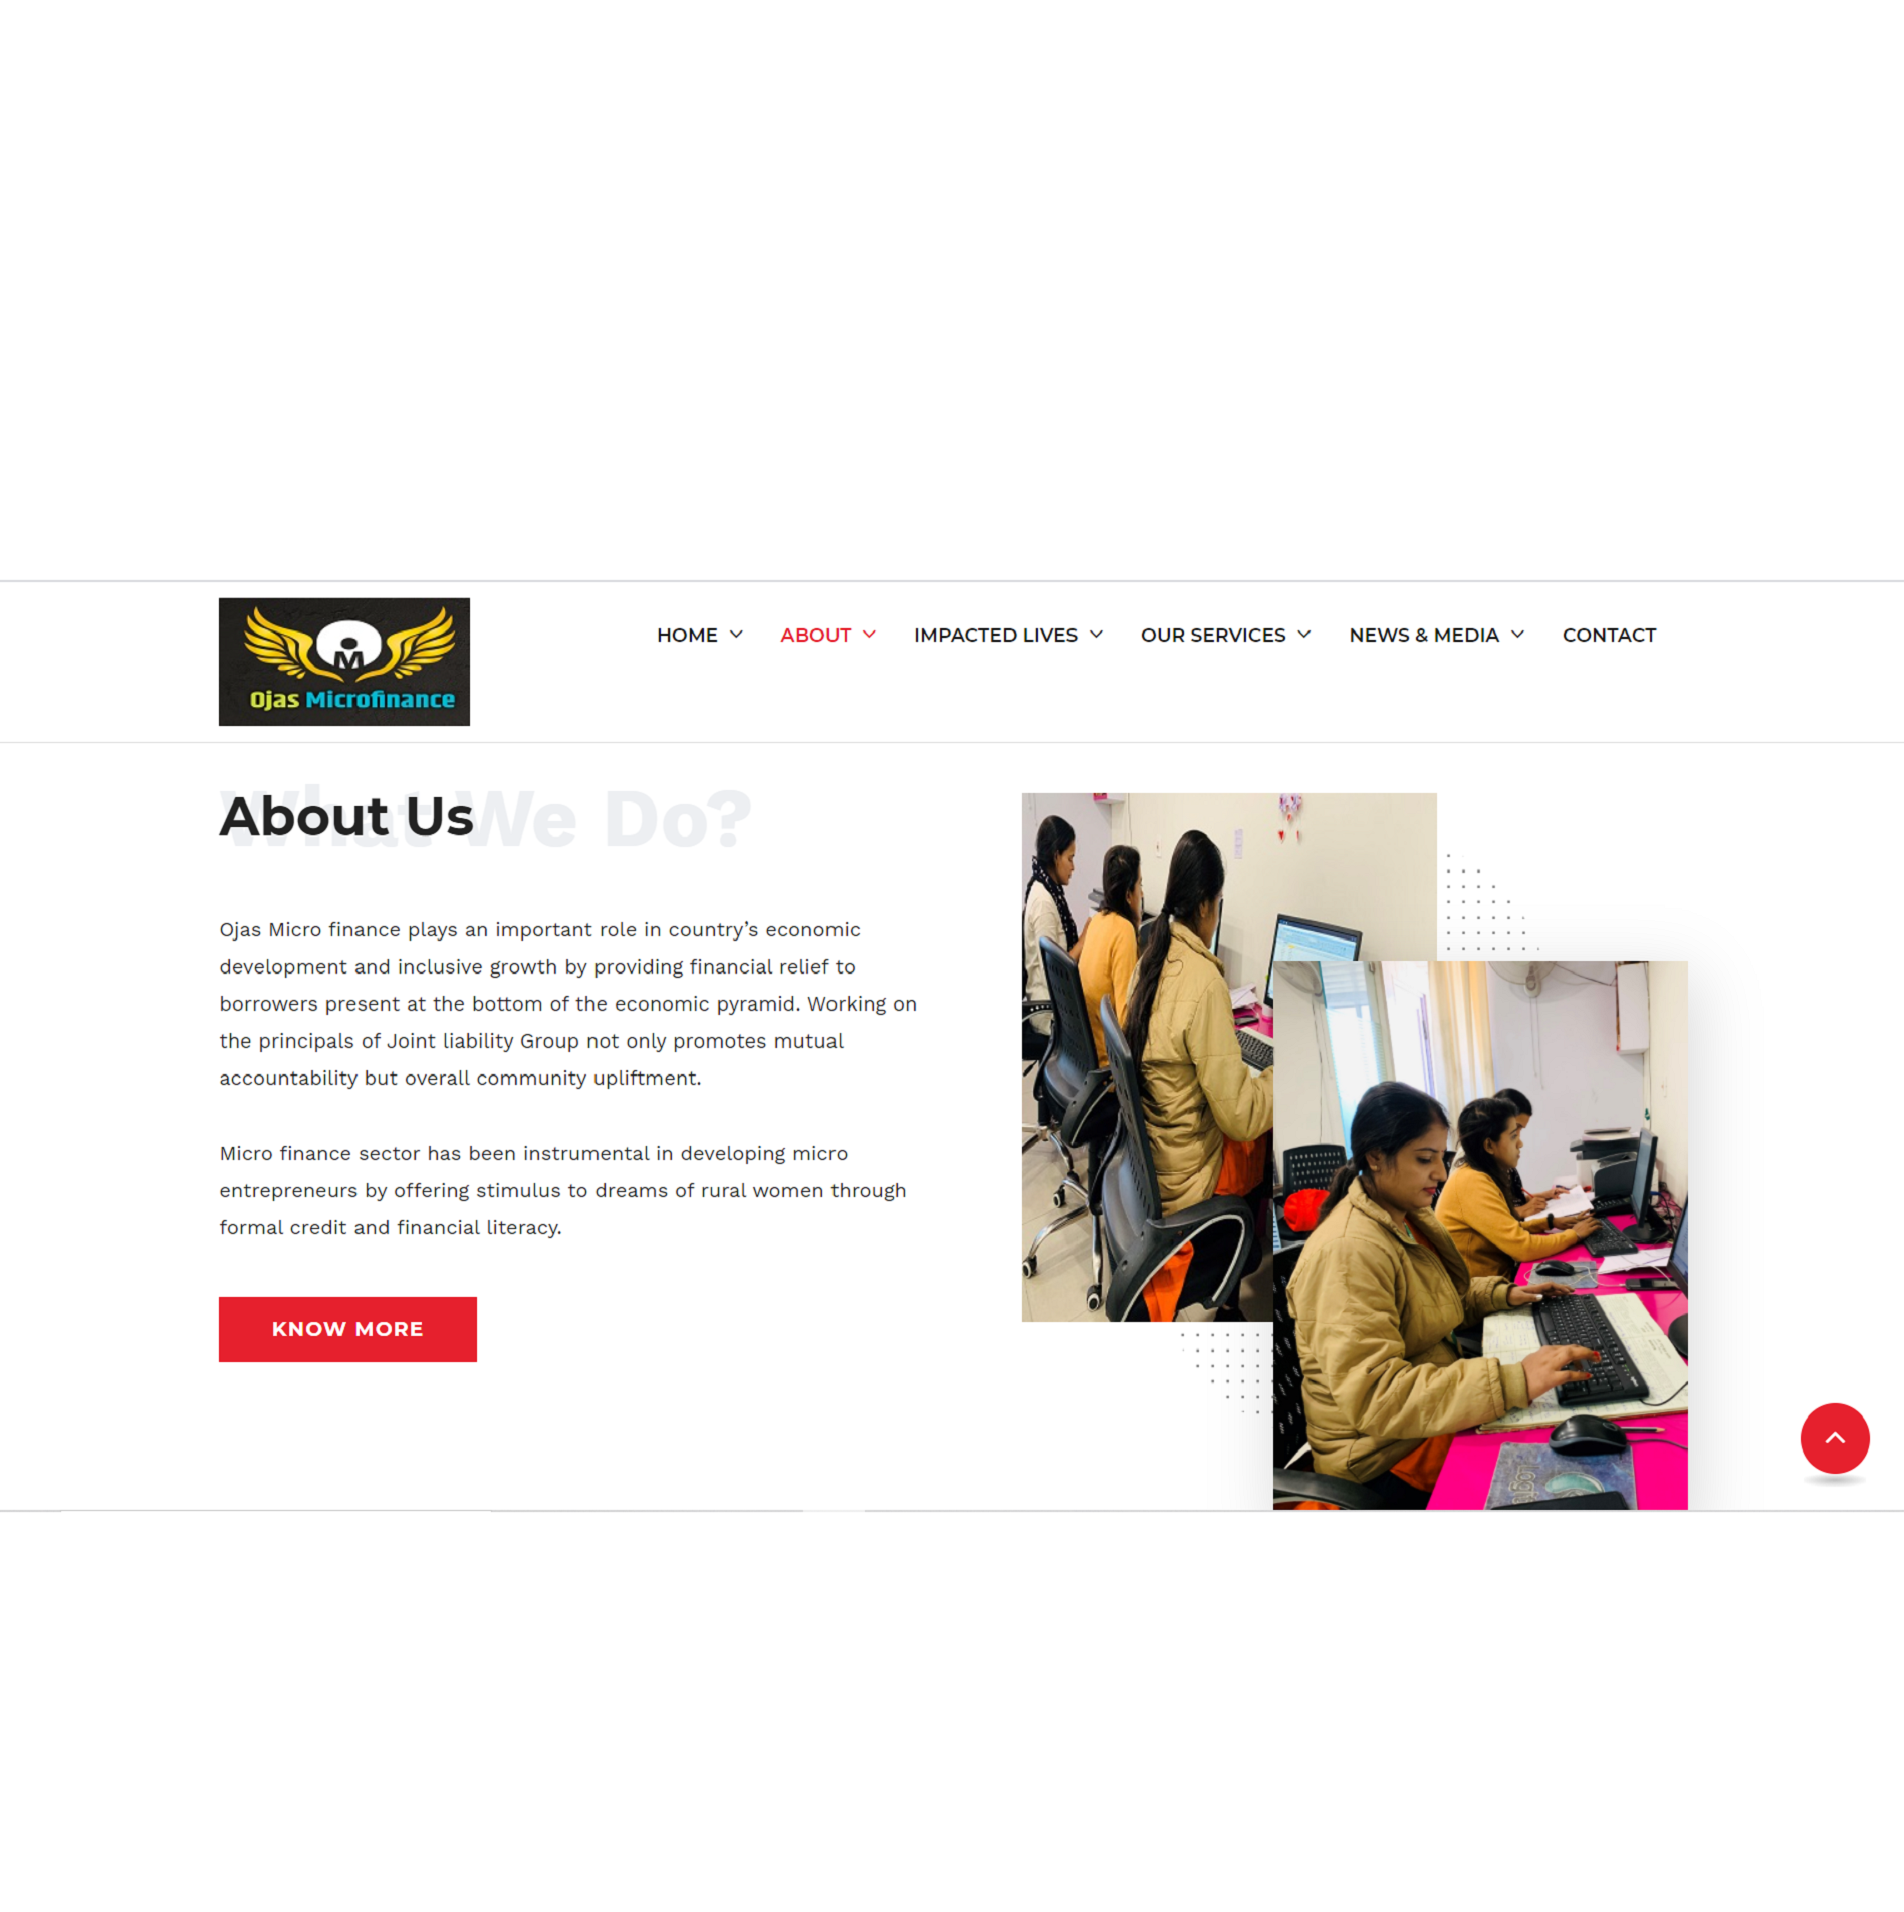 OM
Ojas Microfinance
HOME ABOUT IMPACTED LIVES OUR SERVICES NEWS & MEDIA CONTACT
What We Do?
About Us
Ojas Micro finance plays an important role in country’s economic
development and inclusive growth by providing financial relief to
borrowers present at the bottom of the economic pyramid. Working on
the principals of Joint liability Group not only promotes mutual
accountability but overall community upliftment.
Micro finance sector has been instrumental in developing micro
entrepreneurs by offering stimulus to dreams of rural women through
formal credit and financial literacy.
KNOW MORE